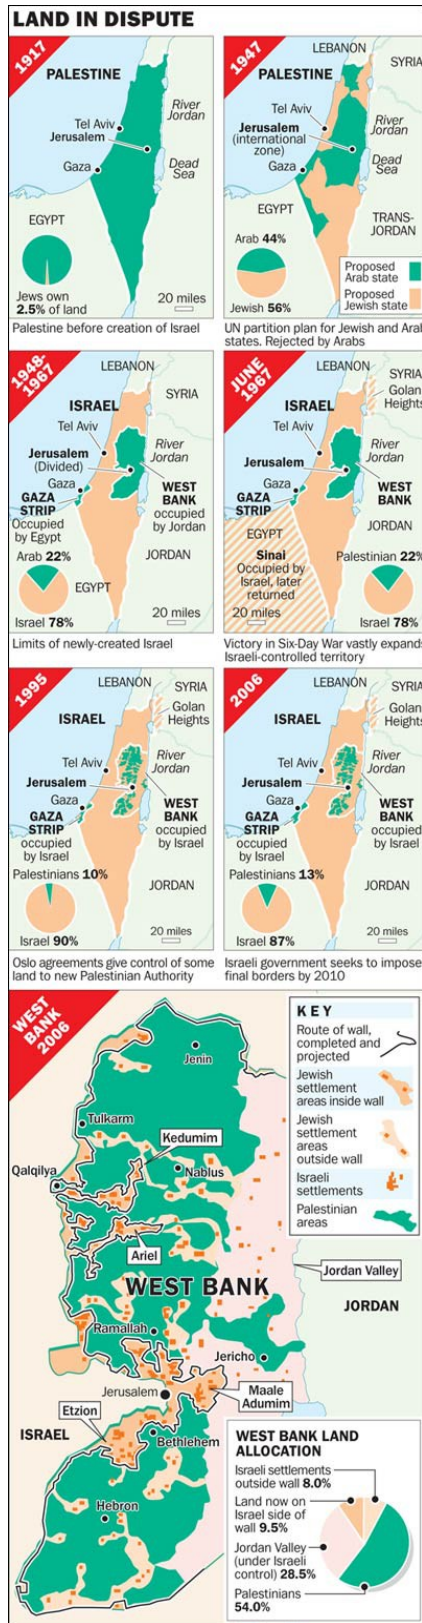 LAND IN DISPUTE
1917
PALESTINE
Tel Aviv
Jerusalem
Gaza
River
Jordan
Dead
Sea
EGYPT
Jews own
2.5% of land
20 miles
Palestine before creation of Israel
1947
LEBANON
SYRIA
PALESTINE
Tel Aviv
Jerusalem
(international
zone)
Gaza
River
Jordan
Dead
Sea
EGYPT
TRANS-
JORDAN
Arab 44%
Jewish 56%
Proposed
Arab state
Proposed
Jewish state
20 miles
UN partition plan for Jewish and Arab
states. Rejected by Arabs
1948-
1967
LEBANON
SYRIA
ISRAEL
Tel Aviv
Jerusalem
(Divided)
River
Jordan
Gaza
GAZA
STRIP
Occupied
by Egypt
WEST
BANK
occupied
by Jordan
Arab 22%
JORDAN
EGYPT
Israel 78%
20 miles
Limits of newly-created Israel
JUNE
1967
LEBANON
SYRIA
Golan
Heights
ISRAEL
Tel Aviv
River
Jordan
Jerusalem
Gaza
GAZA
STRIP
WEST
BANK
EGYPT
JORDAN
Sinai
Occupied by
Israel, later
returned
Palestinian 22%
20 miles
Israel 78%
Victory in Six-Day War vastly expands
Israeli-controlled territory
1995
LEBANON
SYRIA
Golan
Heights
ISRAEL
Tel Aviv
River
Jordan
Jerusalem
Gaza
GAZA
STRIP
occupied
by Israel
WEST
BANK
occupied
by Israel
Palestinians 10%
JORDAN
Israel 90%
20 miles
Oslo agreements give control of some
land to new Palestinian Authority
2006
LEBANON
SYRIA
Golan
Heights
ISRAEL
Tel Aviv
River
Jordan
Jerusalem
Gaza
GAZA
STRIP
occupied
by Israel
WEST
BANK
occupied
by Israel
Palestinians 13%
JORDAN
Israel 87%
20 miles
Israeli government seeks to impose
final borders by 2010
WEST
BANK
2006
KEY
Route of wall,
completed and
projected
Jewish
settlement
areas inside wall
Jewish
settlement
areas
outside wall
Israeli
settlements
Palestinian
areas
Jenin
Tulkarm
Kedumim
Qalqilya
Nablus
Ariel
WEST BANK
Jordan Valley
JORDAN
Ramallah
Jericho
Jerusalem
Maale
Adumim
Etzion
ISRAEL
Bethlehem
Hebron
WEST BANK LAND
ALLOCATION
Israeli settlements
outside wall 8.0%
Land now on
Israel side of
wall 9.5%
Jordan Valley
(under Israeli
control) 28.5%
Palestinians
54.0%